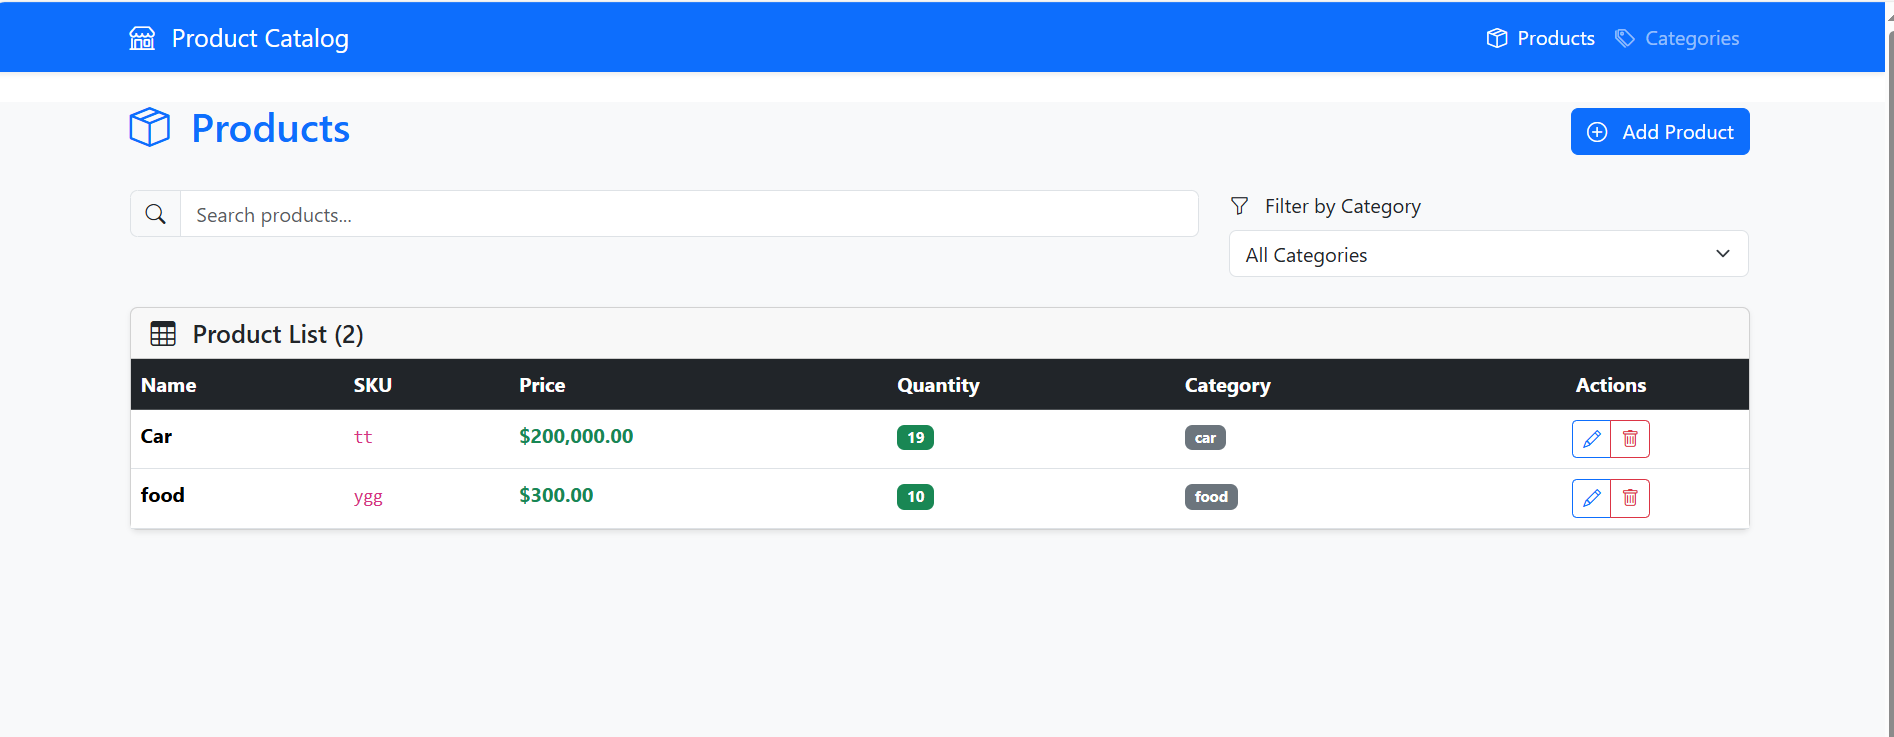 Product Catalog
Products
Categories
Products
Add Product
Search products...
Filter by Category
All Categories
Product List (2)
Name SKU Price Quantity Category Actions
Car tt $200,000.00 19 car
food ygg $300.00 10 food